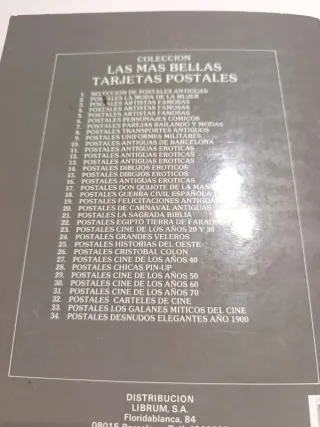 COLECCION
LAS MAS BELLAS
TARJETAS POSTALES
1. SELECCION DE POSTALES ANTIGUAS
2. POSTALES LA MODA DE LA MUJER
3. POSTALES ARTISTAS FAMOSAS
4. POSTALES ARTISTAS FAMOSAS
5. POSTALES ARTISTAS FAMOSAS
6. POSTALES PERSONAJES COMICOS
7. POSTALES PAREJAS BAILANDO Y MODAS
8. POSTALES TRANSPORTES ANTIGUOS
9. POSTALES UNIFORMES MILITARES
10. POSTALES ANTIGUAS DE BARCELONA
11. POSTALES ANTIGUAS EROTICAS
12. POSTALES ANTIGUAS EROTICAS
13. POSTALES ANTIGUAS EROTICAS
14. POSTALES DIBUJOS EROTICOS
15. POSTALES DIBUJOS EROTICOS
16. POSTALES ANTIGUAS EROTICAS
17. POSTALES DON QUIJOTE DE LA
18. POSTALES GUERRA CIVIL ESPAÑOLA
19. POSTALES FELICITACIONES ANTIGUAS
20. POSTALES DE CARNAVAL ANTIGUAS
21. POSTALES LA SAGRADA BIBLIA
22. POSTALES EGIPTO TIERRA DE
23. POSTALES CINE DE LOS AÑOS 20 Y 30
24. POSTALES GRANDES VELEROS
25. POSTALES HISTORIAS DEL OESTE
26. POSTALES CRISTOBAL COLON
27. POSTALES CINE DE LOS AÑOS 40
28. POSTALES CHICAS PIN-UP
29. POSTALES CINE DE LOS AÑOS 50
30. POSTALES CINE DE LOS AÑOS 60
31. POSTALES CINE DE LOS AÑOS 70
32. POSTALES CARTELES DE CINE
33. POSTALES LOS GALANES MITICOS DEL CINE
34. POSTALES DESNUDOS ELEGANTES AÑO 1900
DISTRIBUCION
LIBRUM, S.A.
Floridablanca, 84
08015